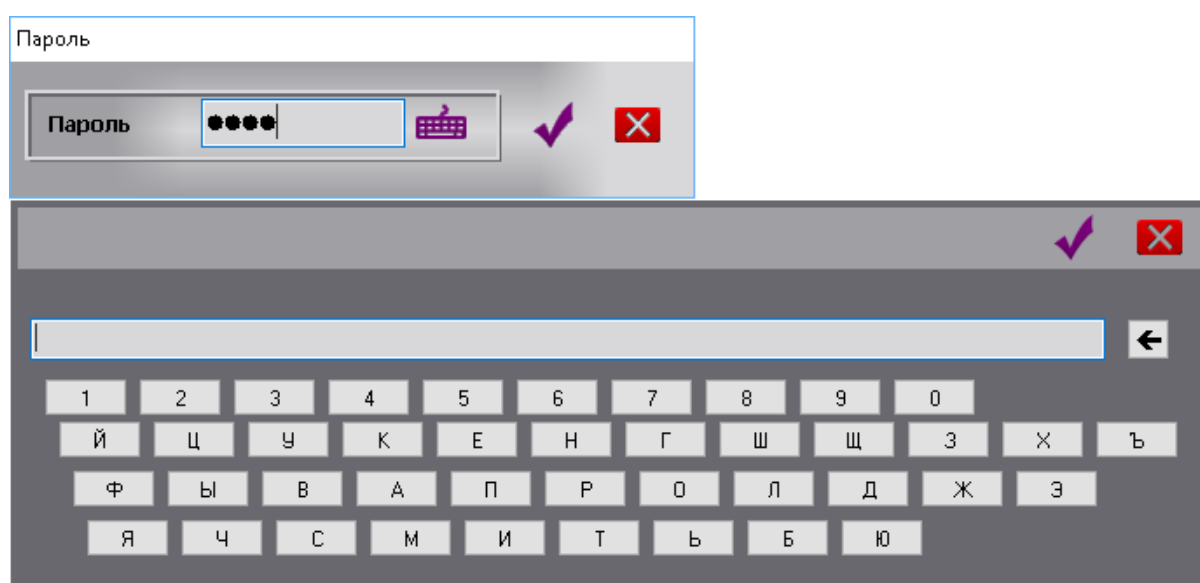 Пароль
Пароль ●●●●
1 2 3 4 5 6 7 8 9 0
Й Ц У К Е Н Г Ш Щ З Х Ъ
Ф Ы В А П Р О Л Д Ж Э
Я Ч С М И Т Ь Б Ю